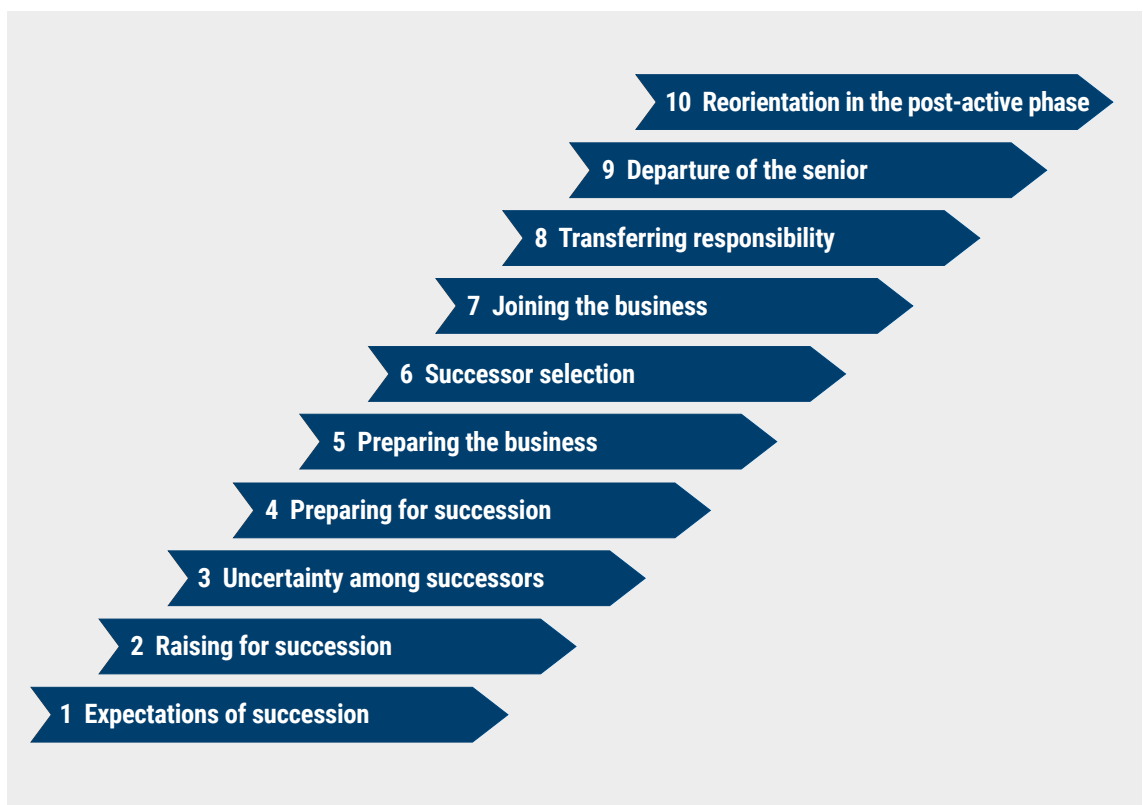 10 Reorientation in the post-active phase
9 Departure of the senior
8 Transferring responsibility
7 Joining the business
6 Successor selection
5 Preparing the business
4 Preparing for succession
3 Uncertainty among successors
2 Raising for succession
1 Expectations of succession